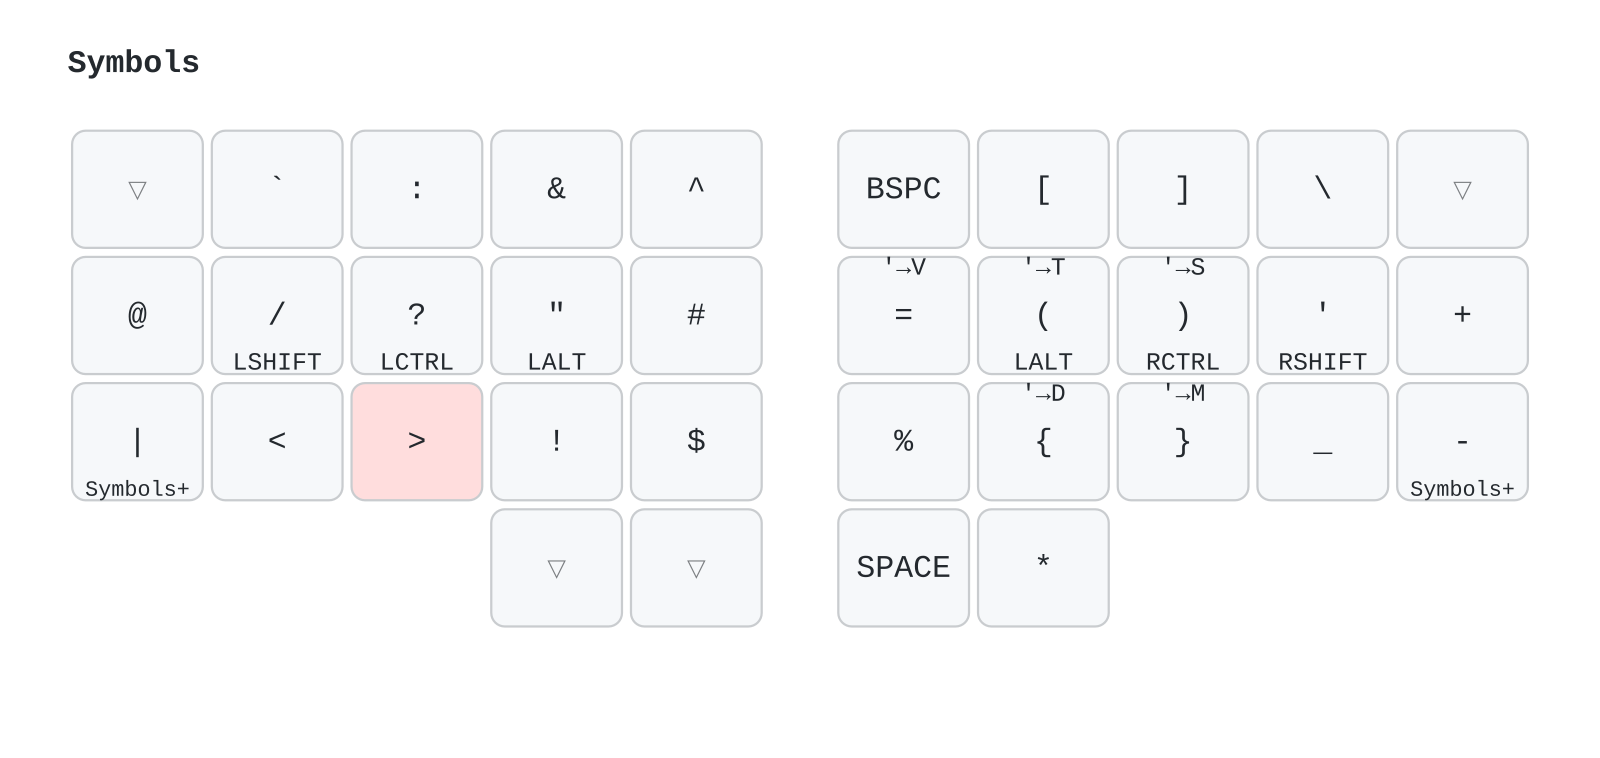 Symbols
▽ ` : & ^ BSPC [ ] \ ▽
'→V '→T '→S
@ / ? " # = ( ) ' +
LSHIFT LCTRL LALT LALT RCTRL RSHIFT
'→D '→M
| < > ! $ % { } _ -
Symbols+ Symbols+
▽ ▽ SPACE *